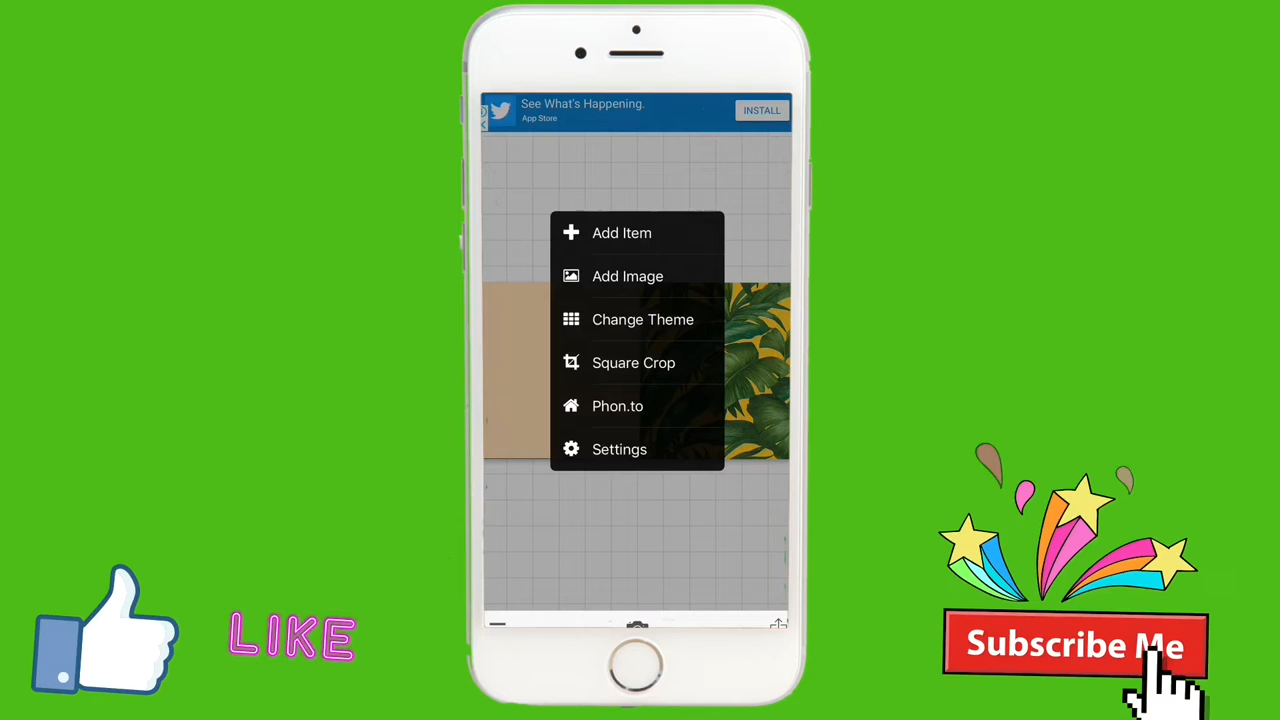 See What's Happening.
App Store
INSTALL
Add Item
Add Image
Change Theme
Square Crop
Phon.to
Settings
LIKE
Subscribe Me